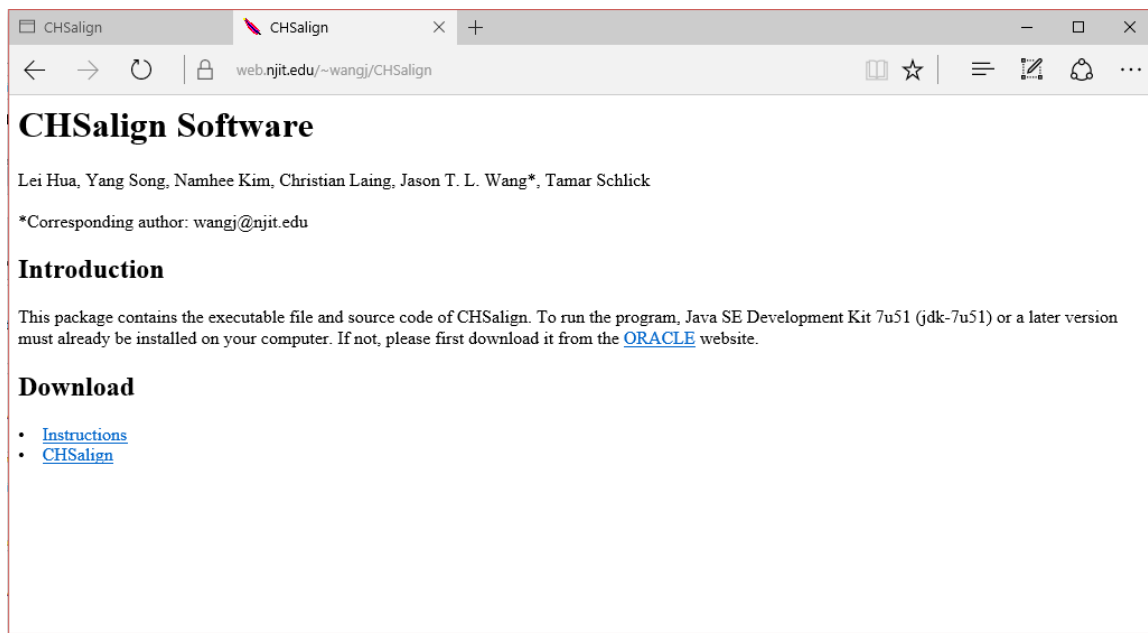 CHSalign
CHSalign
web.njit.edu/~wangj/CHSalign
CHSalign Software
Lei Hua, Yang Song, Namhee Kim, Christian Laing, Jason T. L. Wang*, Tamar Schlick
*Corresponding author: wangj@njit.edu
Introduction
This package contains the executable file and source code of CHSalign. To run the program, Java SE Development Kit 7u51 (jdk-7u51) or a later version
must already be installed on your computer. If not, please first download it from the ORACLE website.
Download
• Instructions
• CHSalign